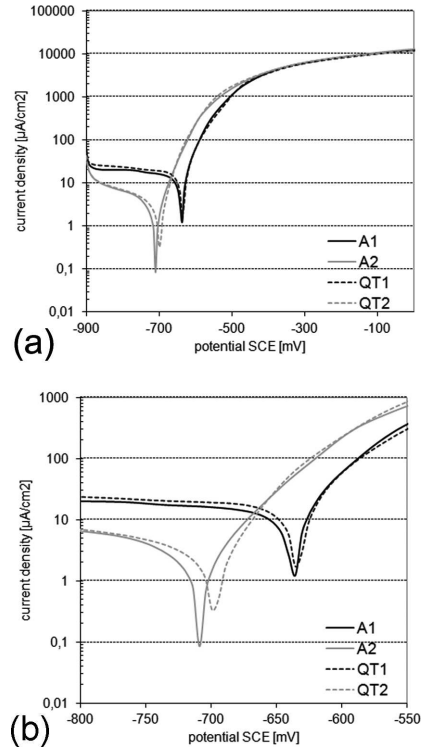 (a)
current density [µA/cm2]
100000
10000
1000
100
10
1
0,1
0,01
-900 -700 -500 -300 -100
potential SCE [mV]
A1
A2
QT1
QT2
(b)
current density [µA/cm2]
1000
100
10
1
0,1
0,01
-800 -750 -700 -650 -600 -550
potential SCE [mV]
A1
A2
QT1
QT2